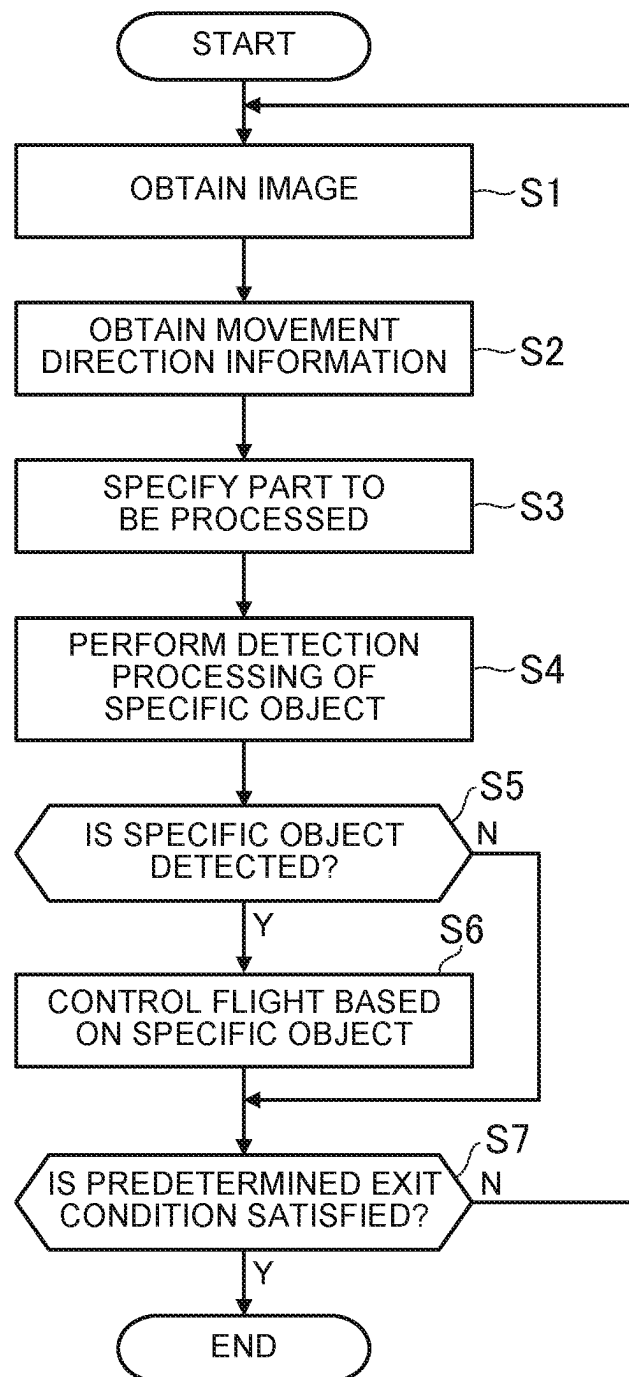 START
OBTAIN IMAGE
S1
OBTAIN MOVEMENT
DIRECTION INFORMATION
S2
SPECIFY PART TO
BE PROCESSED
S3
PERFORM DETECTION
PROCESSING OF
SPECIFIC OBJECT
S4
S5
IS SPECIFIC OBJECT
DETECTED?
N
Y
S6
CONTROL FLIGHT BASED
ON SPECIFIC OBJECT
S7
IS PREDETERMINED EXIT
CONDITION SATISFIED?
N
Y
END